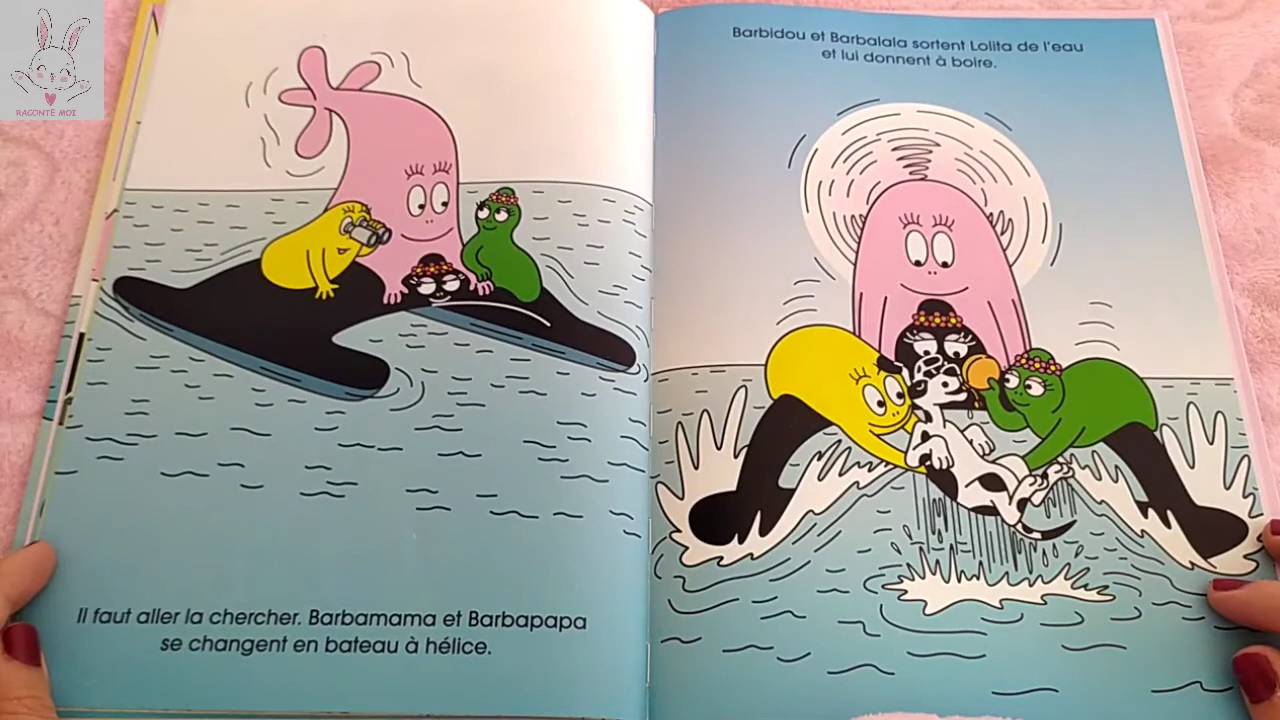 RACONTE MOI
Il faut aller la chercher. Barbamama et Barbapapa
se changent en bateau à hélice.
Barbidou et Barbalala sortent Lolita de l'eau
et lui donnent à boire.